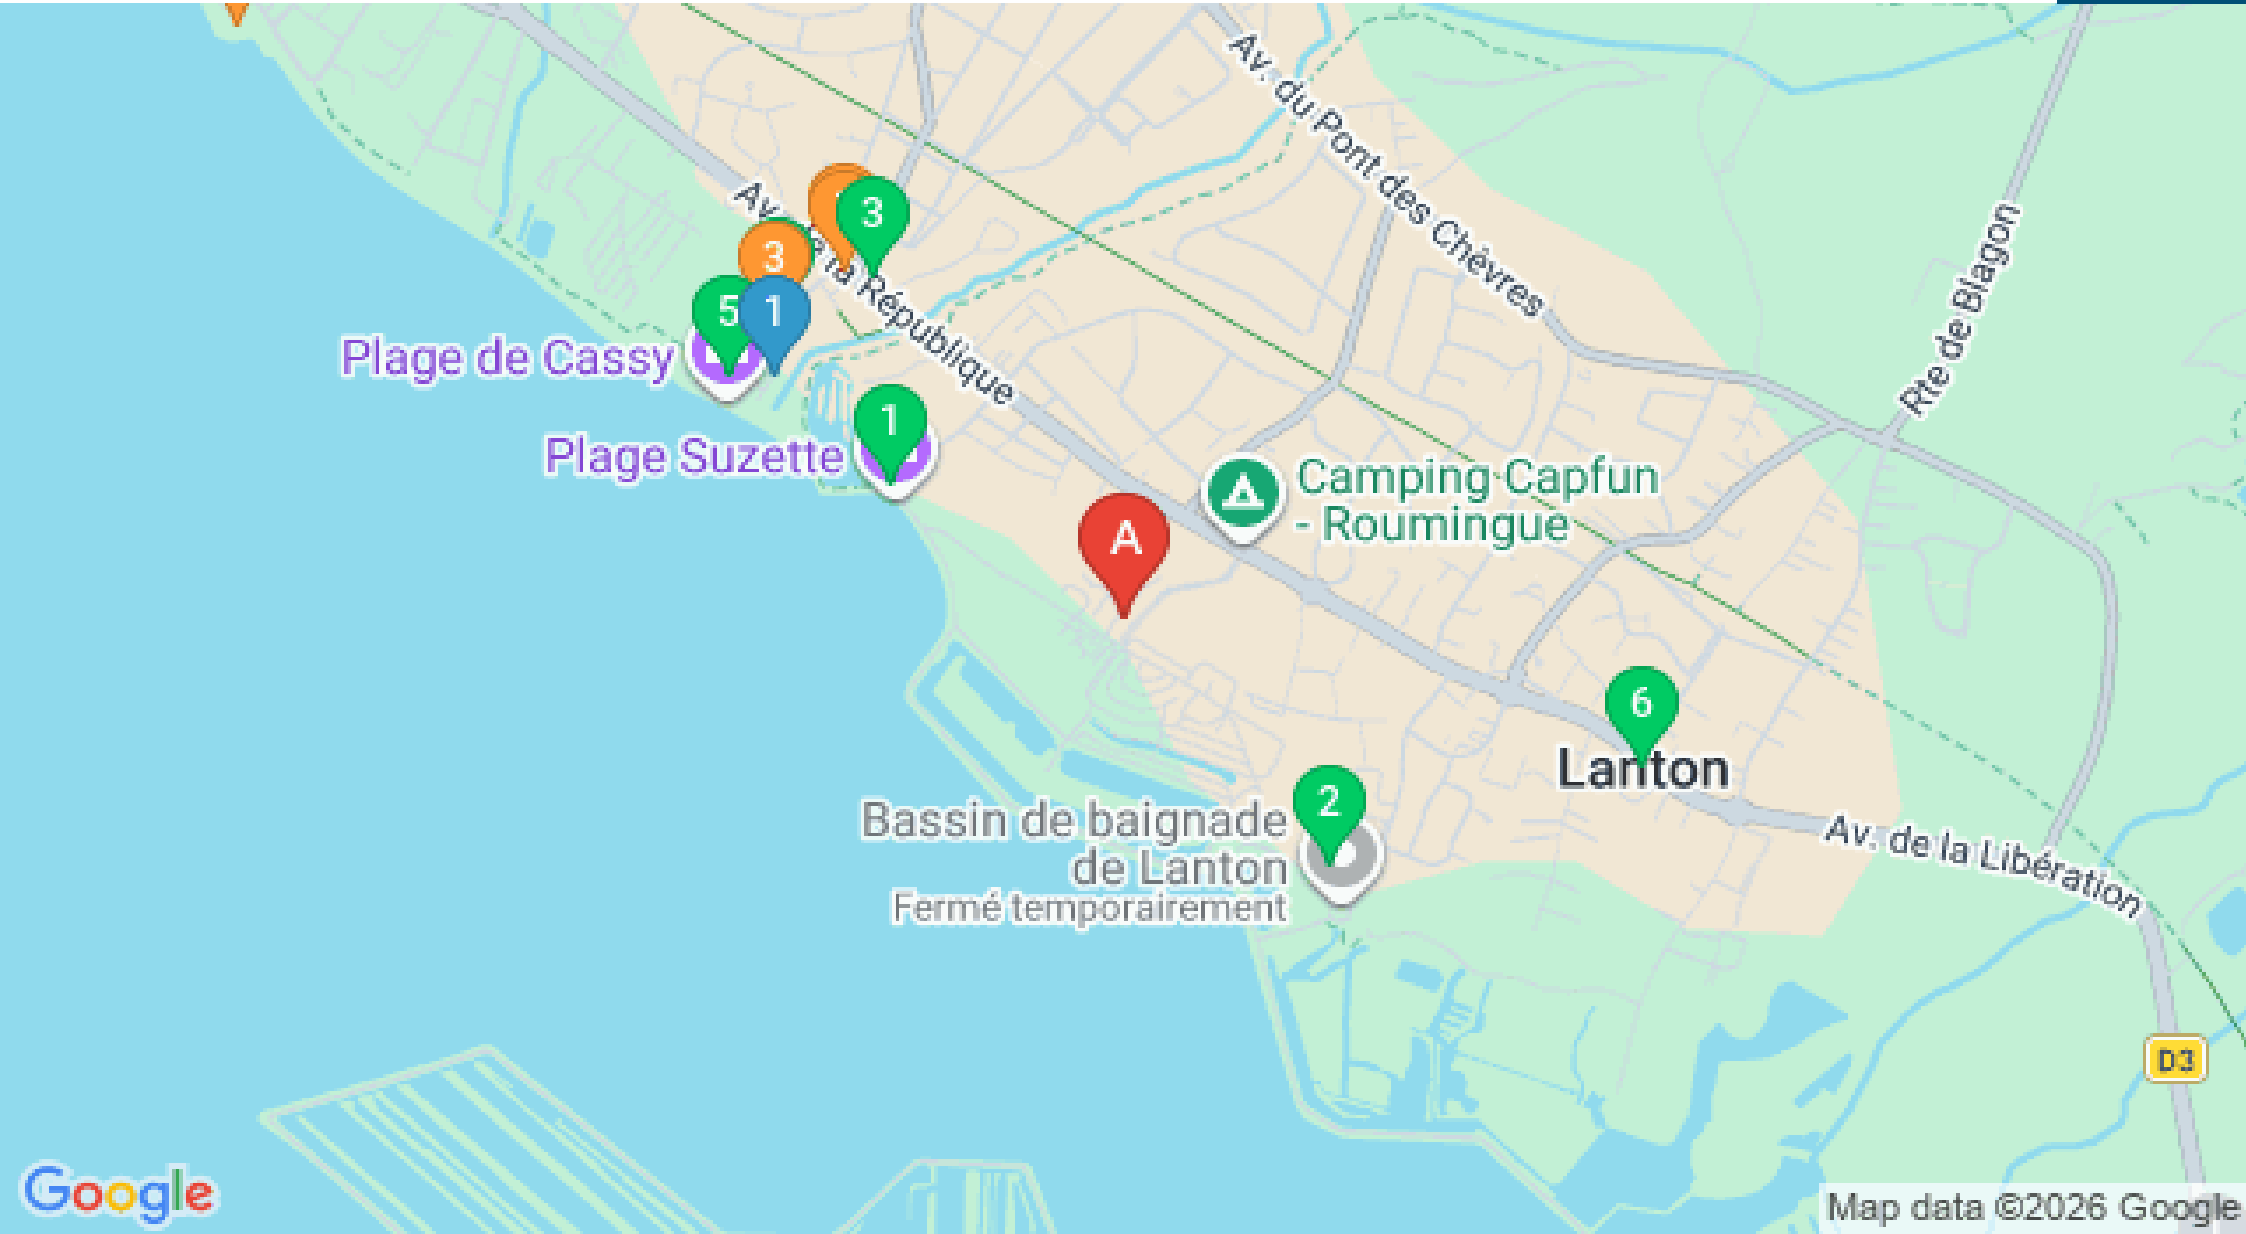 Av. du Pont des Chèvres
Rte de Blagon
3
3
Av. de la République
5
1
Plage de Cassy
1
Plage Suzette
A
Camping Capfun
- Roumingue
6
Lanton
2
Bassin de baignade
de Lanton
Fermé temporairement
Av. de la Libération
D3
Google
Map data ©2026 Google